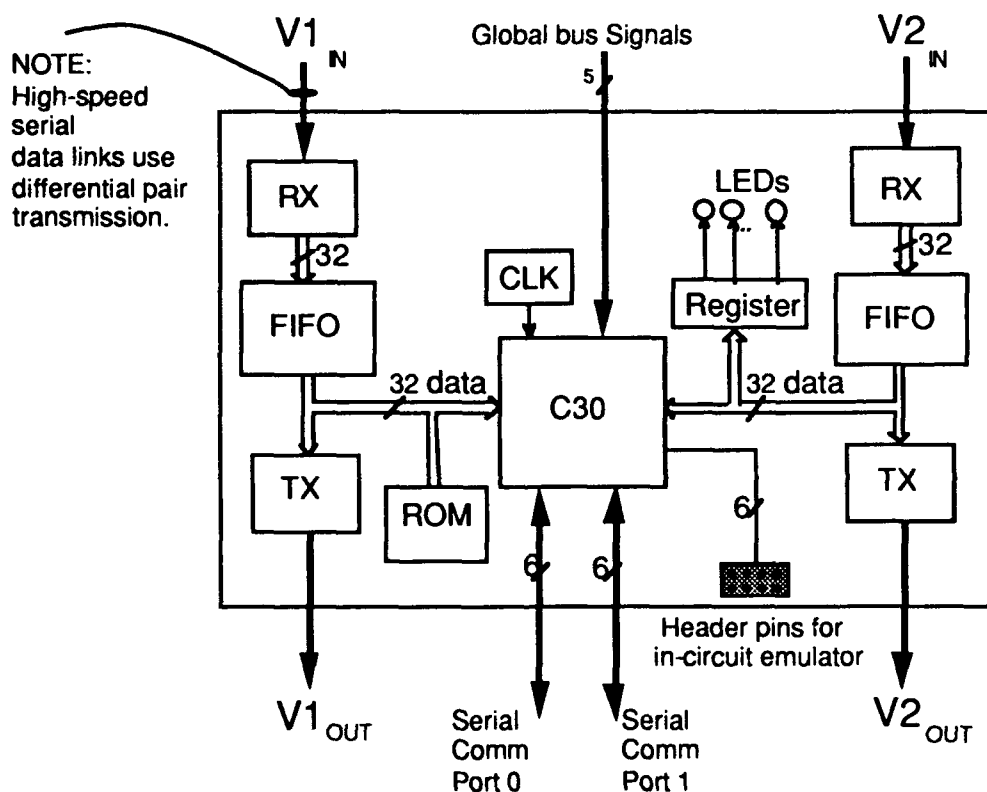 V1 IN
Global bus Signals
V2 IN
NOTE:
High-speed
serial
data links use
differential pair
transmission.
5
RX
LEDs
..
RX
32
32
CLK
FIFO
Register
FIFO
32 data
C30
32 data
TX
ROM
TX
6
6
6
Header pins for
in-circuit emulator
V1 OUT
Serial
Comm
Port 0
Serial
Comm
Port 1
V2 OUT